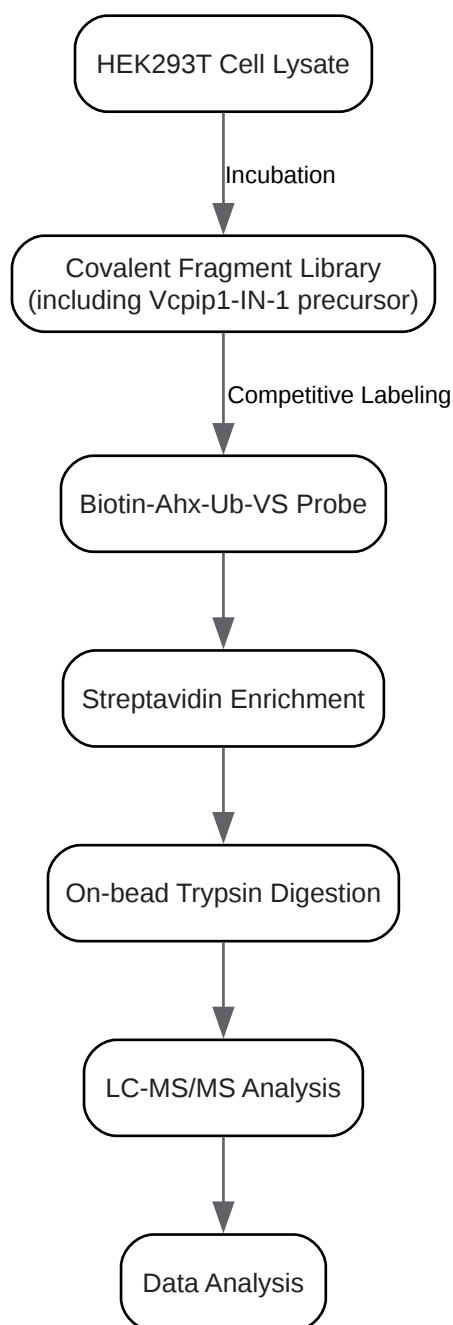 HEK293T Cell Lysate
Incubation
Covalent Fragment Library
(including Vcpip1-IN-1 precursor)
Competitive Labeling
Biotin-Ahx-Ub-VS Probe
Streptavidin Enrichment
On-bead Trypsin Digestion
LC-MS/MS Analysis
Data Analysis